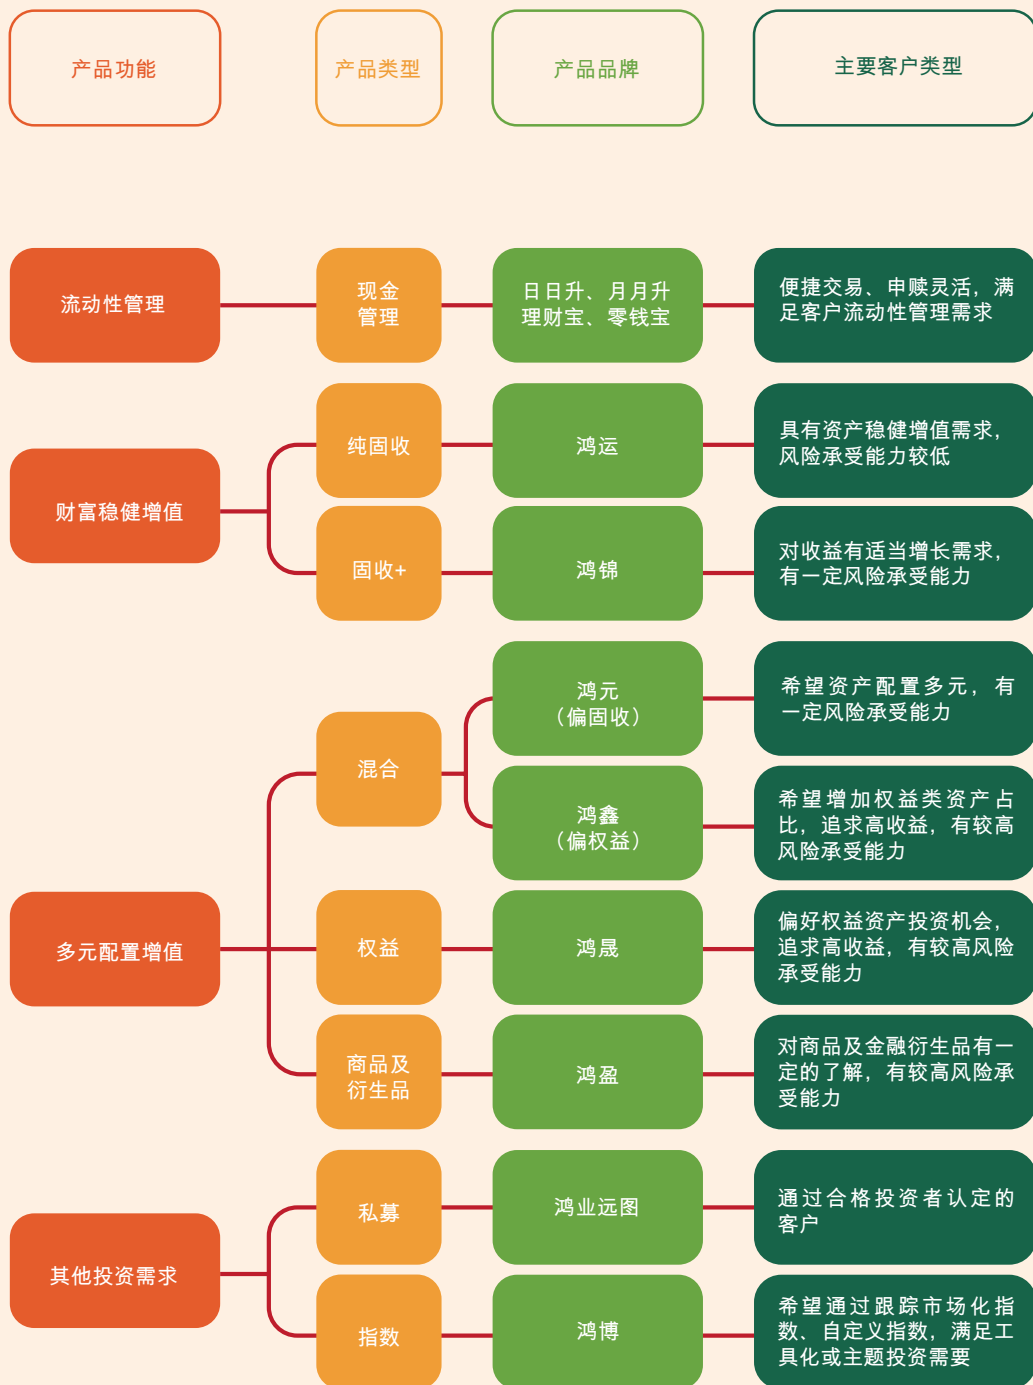 产品功能
产品类型
产品品牌
主要客户类型
流动性管理
现金
管理
日日升、月月升
理财宝、零钱宝
便捷交易、申赎灵活，满
足客户流动性管理需求
财富稳健增值
纯固收
鸿运
具有资产稳健增值需求，
风险承受能力较低
固收+
鸿锦
对收益有适当增长需求，
有一定风险承受能力
多元配置增值
混合
鸿元
（偏固收）
希望资产配置多元，有
一定风险承受能力
鸿鑫
（偏权益）
希望增加权益类资产占
比，追求高收益，有较高
风险承受能力
权益
鸿晟
偏好权益资产投资机会，
追求高收益，有较高风险
承受能力
商品及
衍生品
鸿盈
对商品及金融衍生品有一
定的了解，有较高风险承
受能力
其他投资需求
私募
鸿业远图
通过合格投资者认定的
客户
指数
鸿博
希望通过跟踪市场化指
数、自定义指数，满足工
具化或主题投资需要